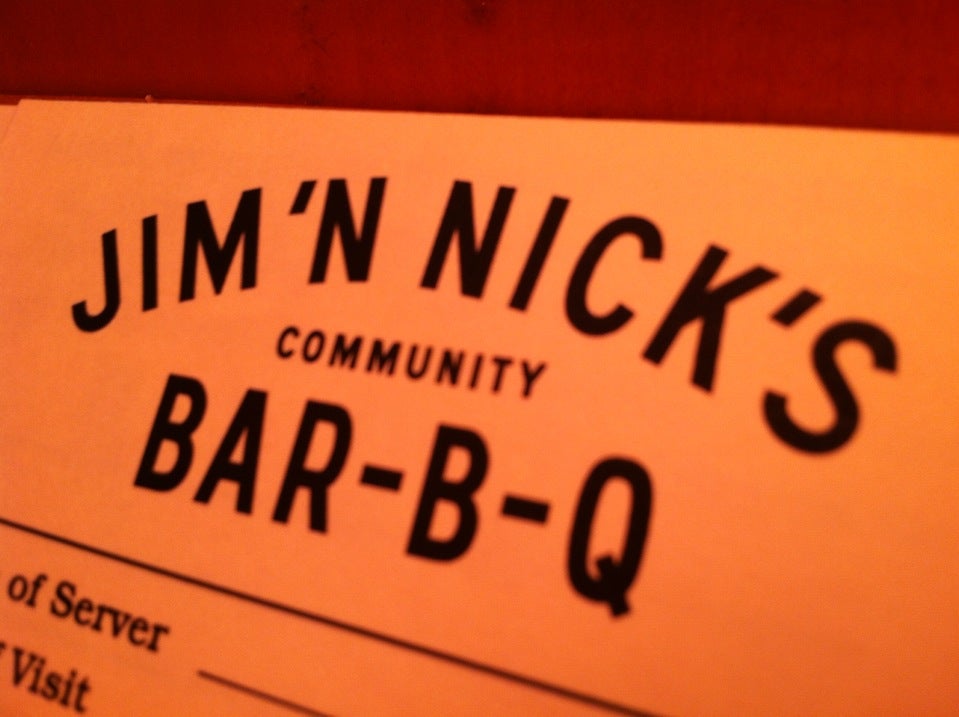 JIM 'N NICK'S
COMMUNITY
BAR-B-Q
of Server
Visit